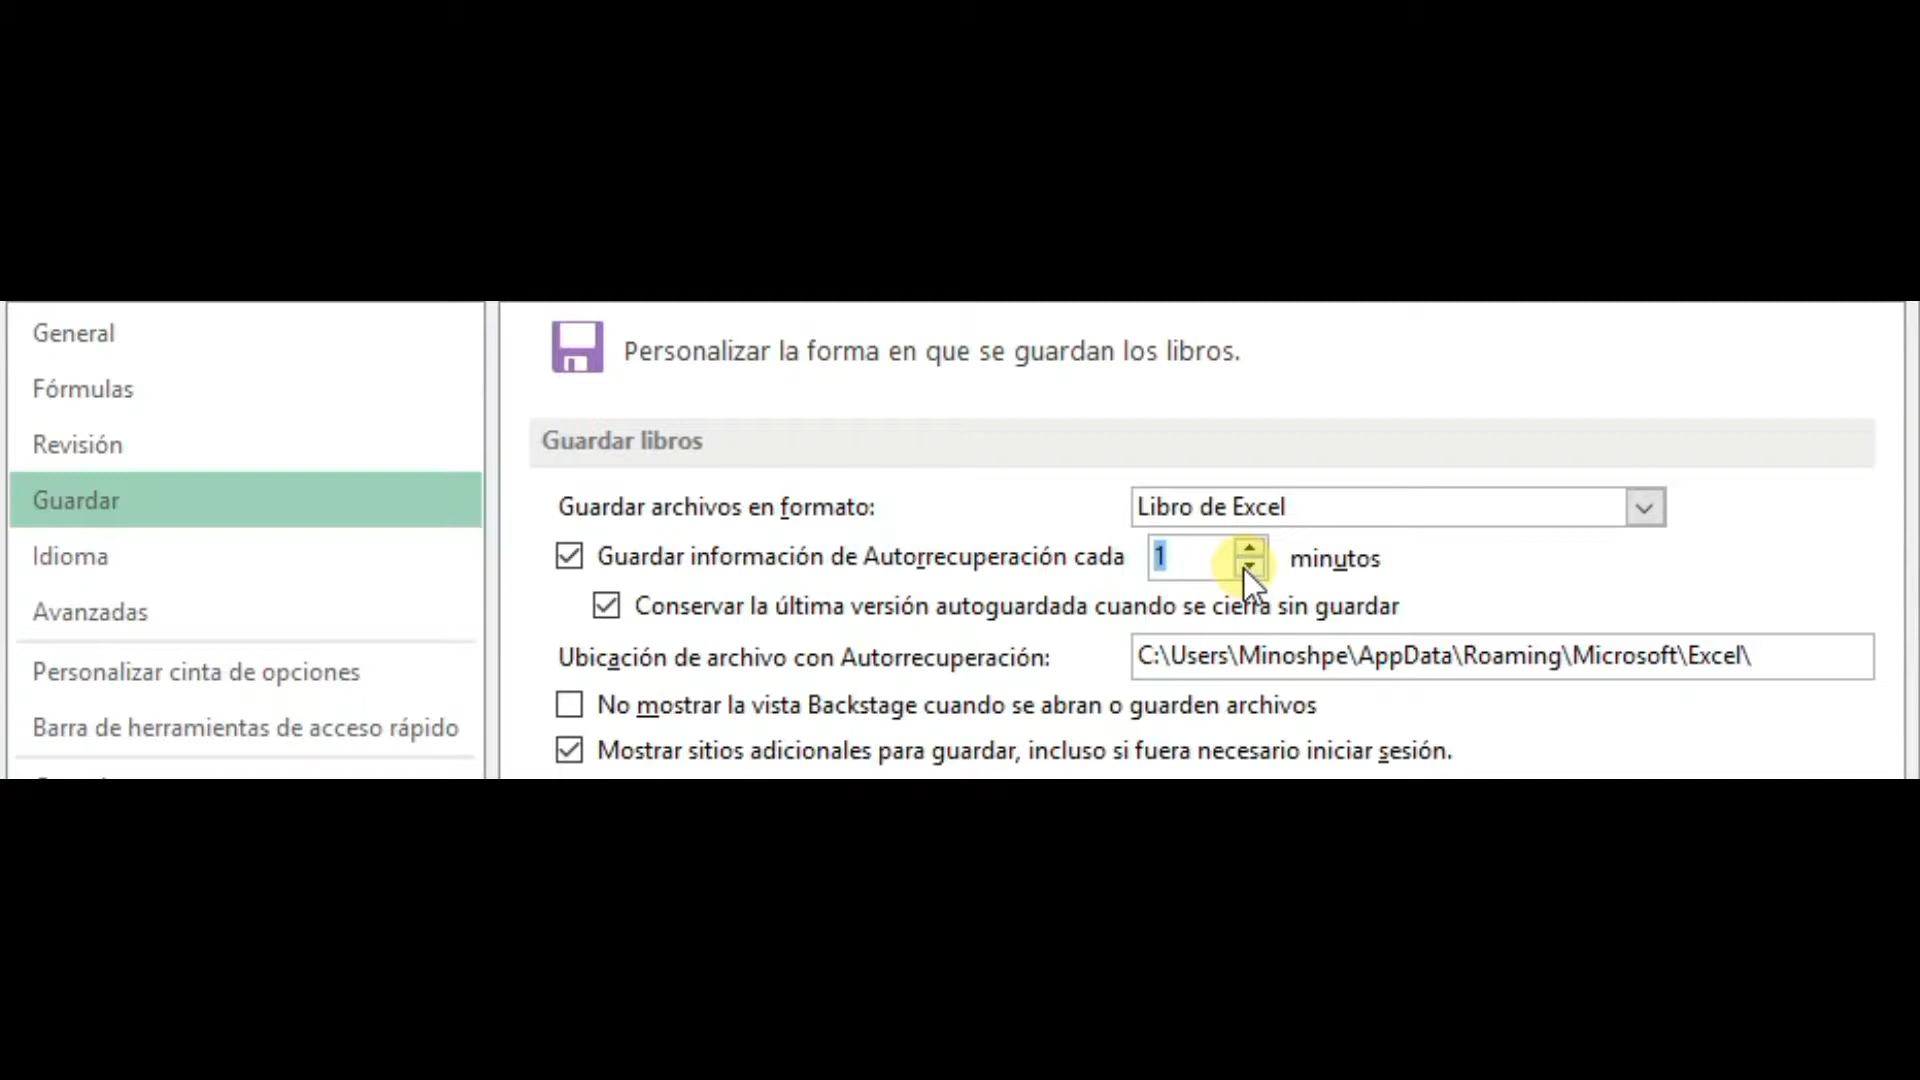 General
Fórmulas
Revisión
Guardar
Idioma
Avanzadas
Personalizar cinta de opciones
Barra de herramientas de acceso rápido
Personalizar la forma en que se guardan los libros.
Guardar libros
Guardar archivos en formato: Libro de Excel
Guardar información de Autorrecuperación cada 1 minutos
Conservar la última versión autoguardada cuando se cierra sin guardar
Ubicación de archivo con Autorrecuperación: C:\Users\Minoshpe\AppData\Roaming\Microsoft\Excel\
No mostrar la vista Backstage cuando se abran o guarden archivos
Mostrar sitios adicionales para guardar, incluso si fuera necesario iniciar sesión.